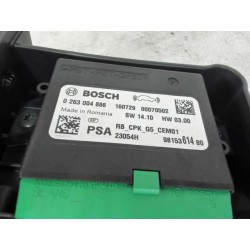 BOSCH
0 263 004 886 160729 00070502
Made in Romania SW 14.10 HW 03.00
RB_CPK_G5_CEM01
PSA 23054H 98153614 80